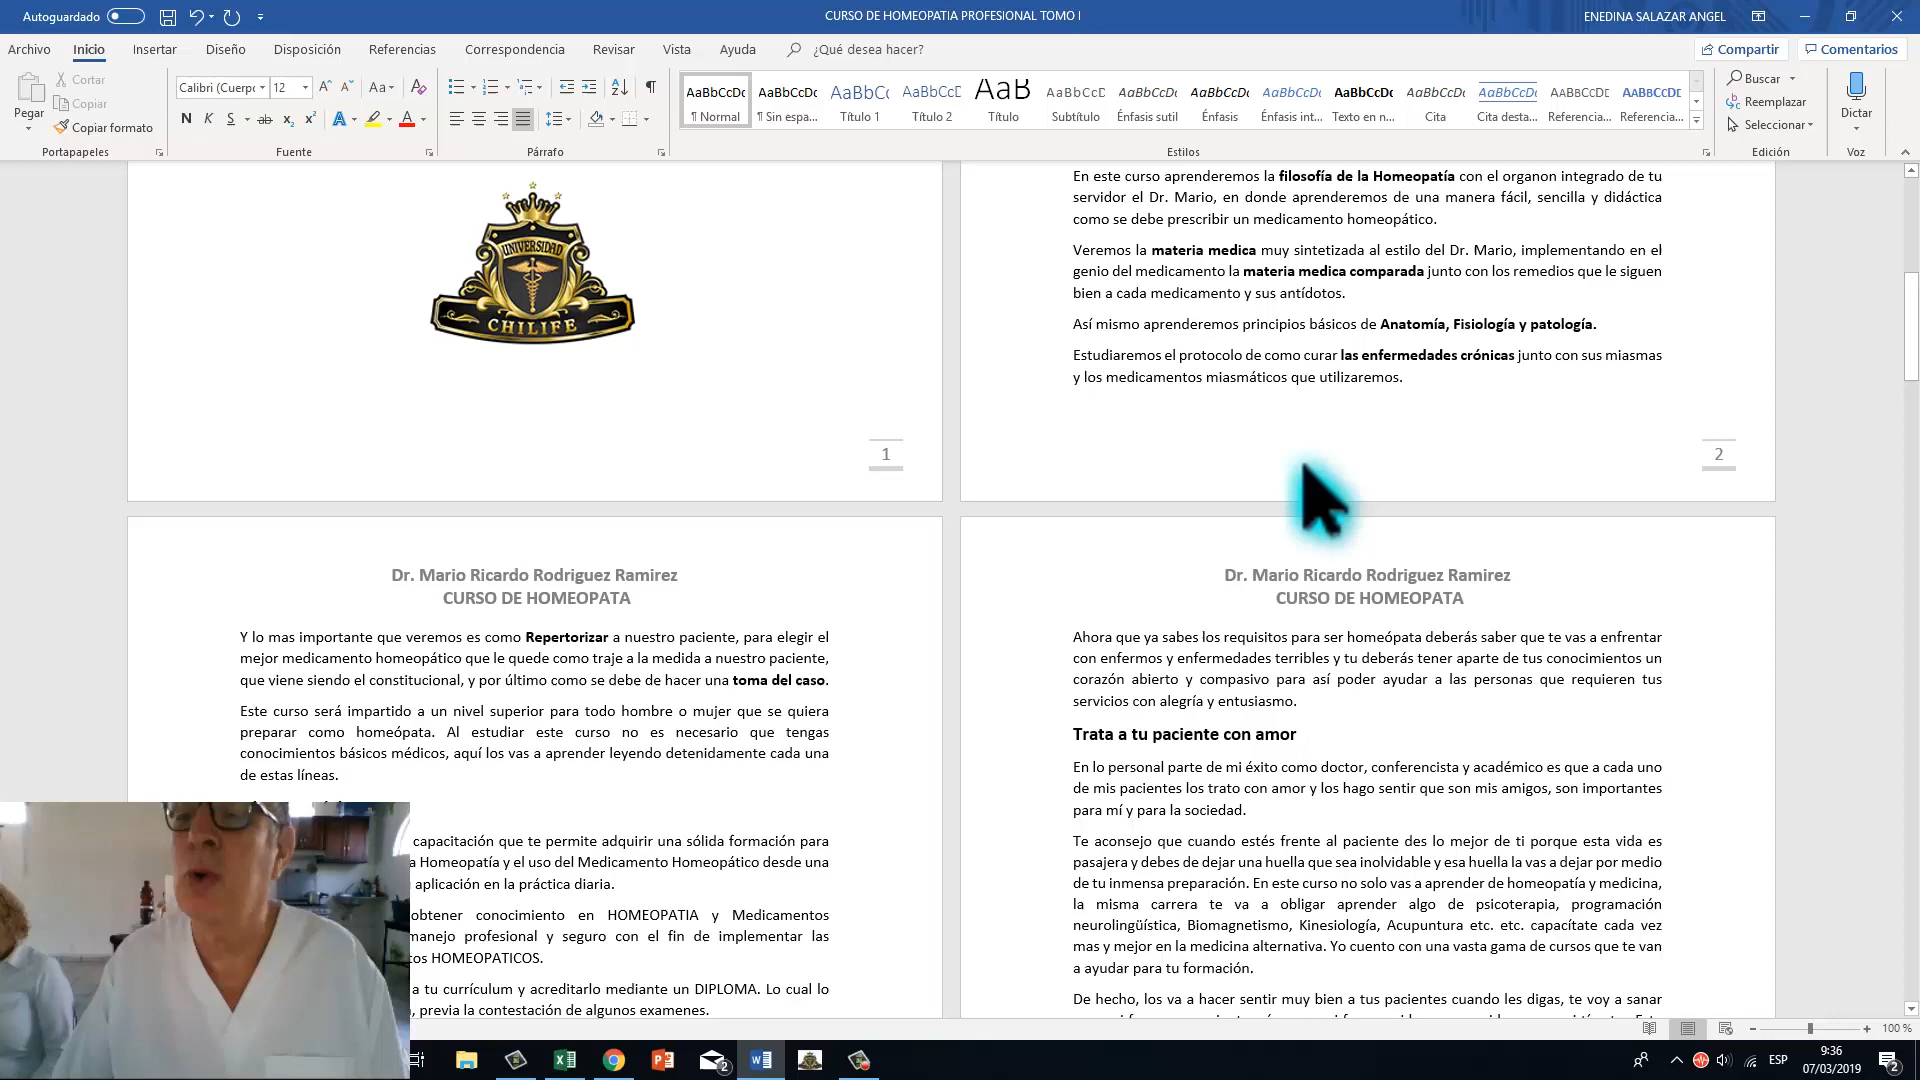 Autoguardado
CURSO DE HOMEOPATIA PROFESIONAL TOMO I
ENEDINA SALAZAR ANGEL
Archivo Inicio Insertar Diseño Disposición Referencias Correspondencia Revisar Vista Ayuda ¿Qué desea hacer? Compartir Comentarios
Pegar
Cortar
Copiar
Copiar formato
Portapapeles
Calibri (Cuerp 12
Aa
N K S ab x₂ x²
Fuente
Párrafo
AaBbCcDc AaBbCcDc AaBbCc AaBbCcD AaB AaBbCcD AaBbCcDc AaBbCcDc AaBbCcDc AaBbCcDc AaBbCcDc AaBbCcDc AABBCCDD AABBCCDE
¶ Normal ¶ Sin espa... Título 1 Título 2 Título Subtítulo Énfasis sutil Énfasis Énfasis int... Texto en n... Cita Cita desta... Referencia... Referencia...
Estilos
Buscar
Reemplazar
Seleccionar
Edición
Dictar
Voz
UNIVERSIDAD
CHILIFE
1
En este curso aprenderemos la filosofía de la Homeopatía con el organon integrado de tu
servidor el Dr. Mario, en donde aprenderemos de una manera fácil, sencilla y didáctica
como se debe prescribir un medicamento homeopático.
Veremos la materia medica muy sintetizada al estilo del Dr. Mario, implementando en el
genio del medicamento la materia medica comparada junto con los remedios que le siguen
bien a cada medicamento y sus antídotos.
Así mismo aprenderemos principios básicos de Anatomía, Fisiología y patología.
Estudiaremos el protocolo de como curar las enfermedades crónicas junto con sus miasmas
y los medicamentos miasmáticos que utilizaremos.
2
Dr. Mario Ricardo Rodriguez Ramirez
CURSO DE HOMEOPATA
Y lo mas importante que veremos es como Repertorizar a nuestro paciente, para elegir el
mejor medicamento homeopático que le quede como traje a la medida a nuestro paciente,
que viene siendo el constitucional, y por último como se debe de hacer una toma del caso.
Este curso será impartido a un nivel superior para todo hombre o mujer que se quiera
preparar como homeópata. Al estudiar este curso no es necesario que tengas
conocimientos básicos médicos, aquí los vas a aprender leyendo detenidamente cada una
de estas líneas.
capacitación que te permite adquirir una sólida formación para
a Homeopatía y el uso del Medicamento Homeopático desde una
aplicación en la práctica diaria.
obtener conocimiento en HOMEOPATIA y Medicamentos
manejo profesional y seguro con el fin de implementar las
tos HOMEOPATICOS.
a tu currículum y acreditarlo mediante un DIPLOMA. Lo cual lo
, previa la contestación de algunos examenes.
Dr. Mario Ricardo Rodriguez Ramirez
CURSO DE HOMEOPATA
Ahora que ya sabes los requisitos para ser homeópata deberás saber que te vas a enfrentar
con enfermos y enfermedades terribles y tu deberás tener aparte de tus conocimientos un
corazón abierto y compasivo para así poder ayudar a las personas que requieren tus
servicios con alegría y entusiasmo.
Trata a tu paciente con amor
En lo personal parte de mi éxito como doctor, conferencista y académico es que a cada uno
de mis pacientes los trato con amor y los hago sentir que son mis amigos, son importantes
para mí y para la sociedad.
Te aconsejo que cuando estés frente al paciente des lo mejor de ti porque esta vida es
pasajera y debes de dejar una huella que sea inolvidable y esa huella la vas a dejar por medio
de tu inmensa preparación. En este curso no solo vas a aprender de homeopatía y medicina,
la misma carrera te va a obligar aprender algo de psicoterapia, programación
neurolingüística, Biomagnetismo, Kinesiología, Acupuntura etc. etc. capacítate cada vez
mas y mejor en la medicina alternativa. Yo cuento con una vasta gama de cursos que te van
a ayudar para tu formación.
De hecho, los va a hacer sentir muy bien a tus pacientes cuando les digas, te voy a sanar
100 %
ESP
9:36
07/03/2019